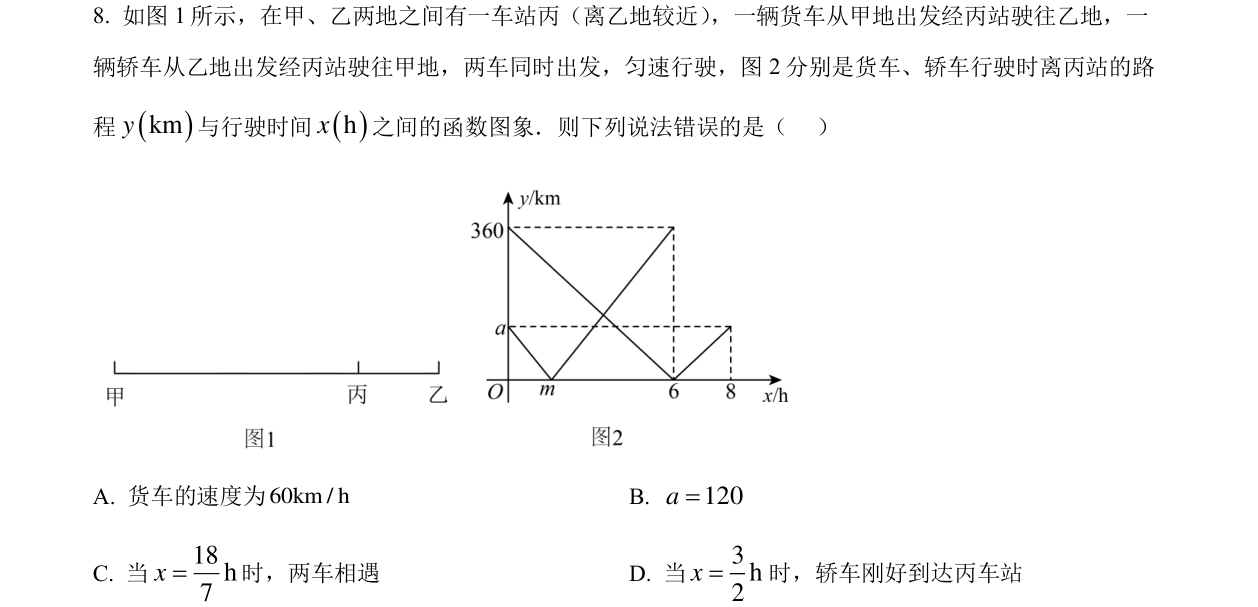 8. 如图 1 所示，在甲、乙两地之间有一车站丙（离乙地较近），一辆货车从甲地出发经丙站驶往乙地，一
辆轿车从乙地出发经丙站驶往甲地，两车同时出发，匀速行驶，图 2 分别是货车、轿车行驶时离丙站的路
程 y(km) 与行驶时间 x(h) 之间的函数图象．则下列说法错误的是（　）
y/km
360
a
O m 6 8 x/h
甲 丙 乙
图1 图2
A. 货车的速度为 60km / h B. a = 120
C. 当 x = 18/7 h 时，两车相遇 D. 当 x = 3/2 h 时，轿车刚好到达丙车站